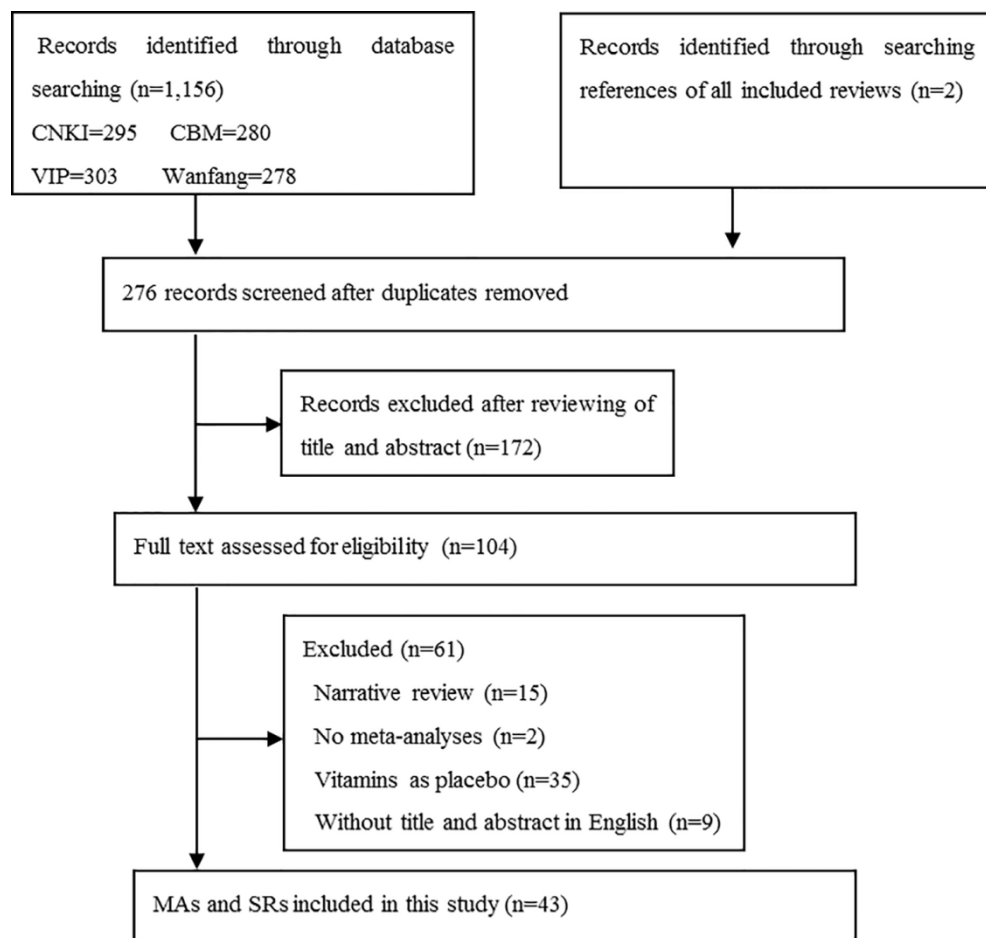 Records identified through database
searching (n=1,156)
CNKI=295 CBM=280
VIP=303 Wanfang=278
Records identified through searching
references of all included reviews (n=2)
276 records screened after duplicates removed
Records excluded after reviewing of
title and abstract (n=172)
Full text assessed for eligibility (n=104)
Excluded (n=61)
Narrative review (n=15)
No meta-analyses (n=2)
Vitamins as placebo (n=35)
Without title and abstract in English (n=9)
MAs and SRs included in this study (n=43)